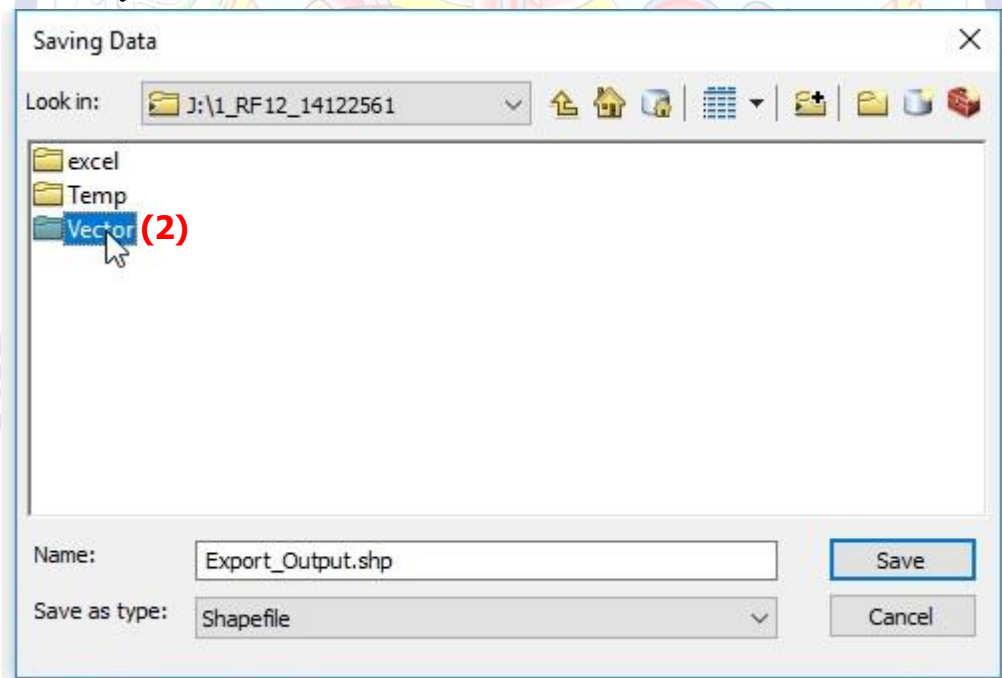 Saving Data
Look in: J:\1_RF12_14122561
excel
Temp
Vector (2)
Name: Export_Output.shp Save
Save as type: Shapefile Cancel